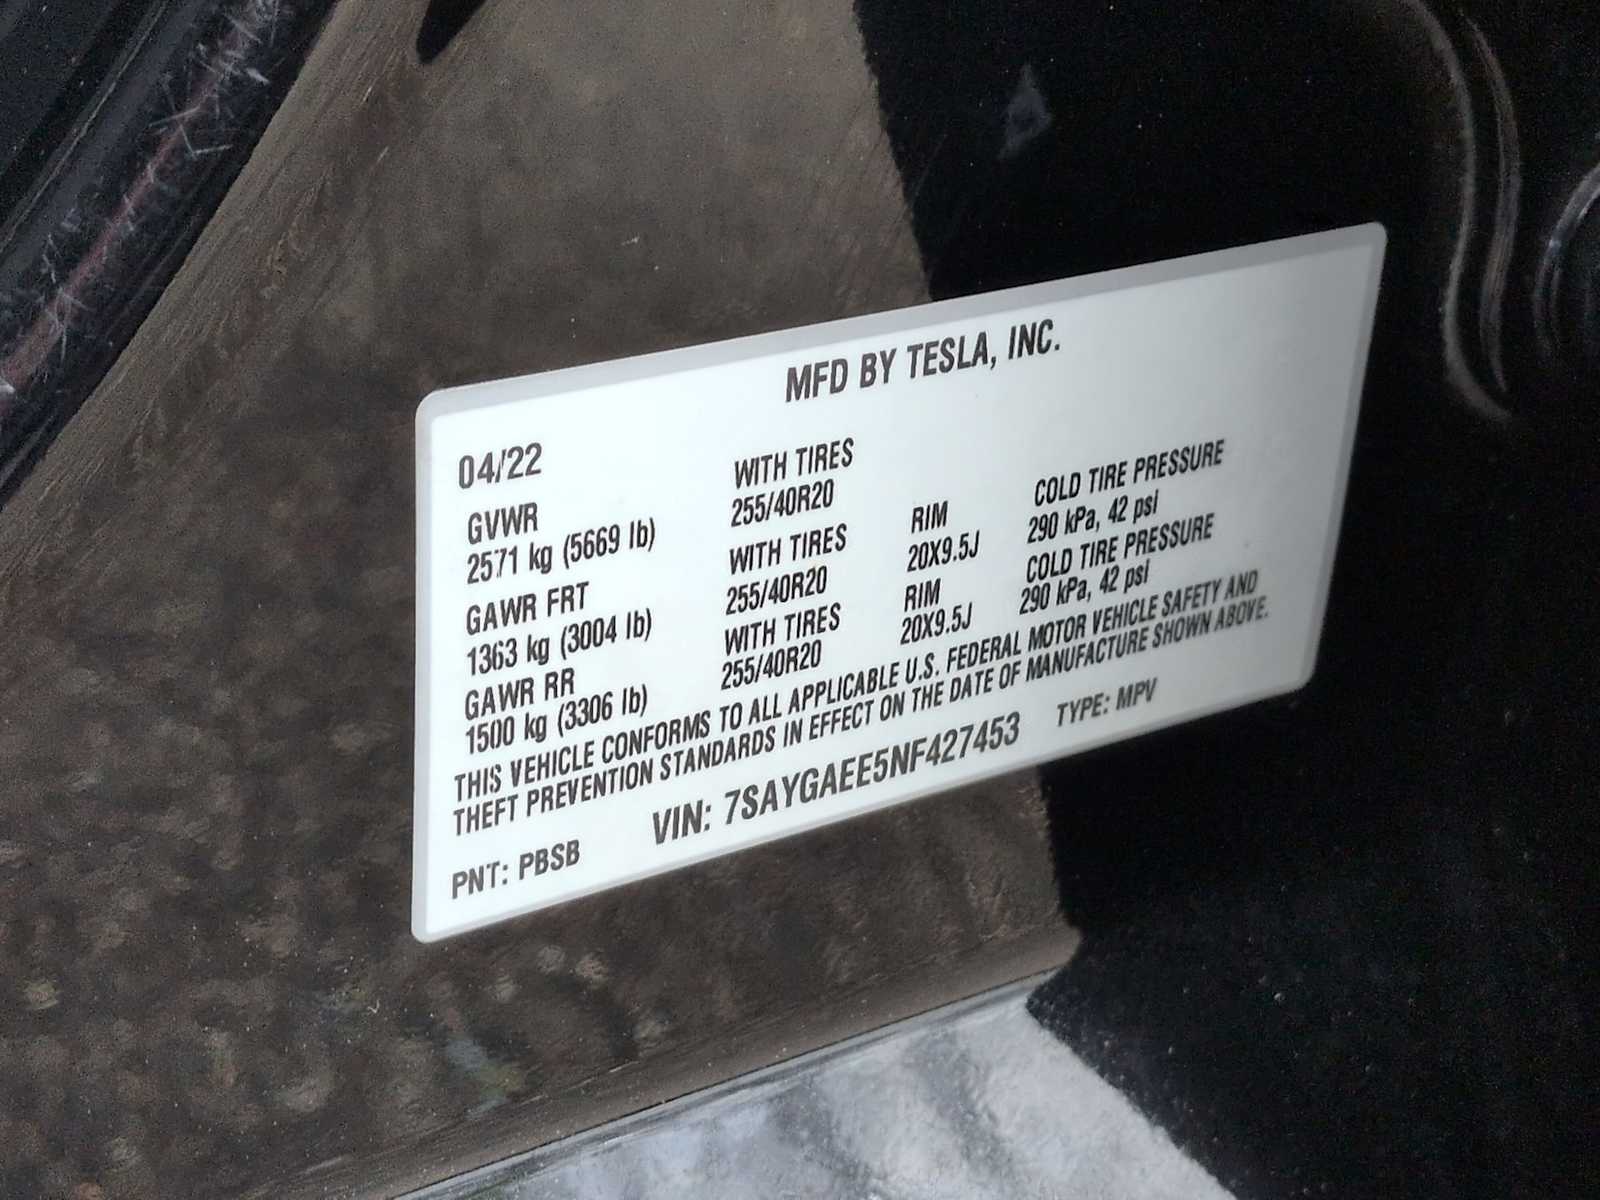 MFD BY TESLA, INC.
04/22
GVWR WITH TIRES
2571 kg (5669 lb) 255/40R20 RIM COLD TIRE PRESSURE
GAWR FRT WITH TIRES 20X9.5J 290 kPa, 42 psi
1363 kg (3004 lb) 255/40R20 RIM COLD TIRE PRESSURE
GAWR RR WITH TIRES 20X9.5J 290 kPa, 42 psi
1500 kg (3306 lb) 255/40R20
THIS VEHICLE CONFORMS TO ALL APPLICABLE U.S. FEDERAL MOTOR VEHICLE SAFETY AND
THEFT PREVENTION STANDARDS IN EFFECT ON THE DATE OF MANUFACTURE SHOWN ABOVE.
PNT: PBSB VIN: 7SAYGAEE5NF427453 TYPE: MPV